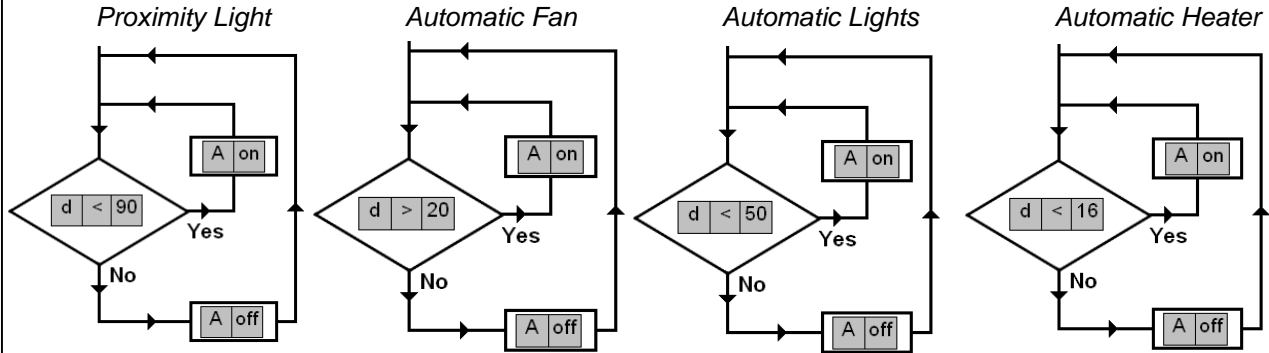 Proximity Light
A on
d < 90
Yes
No
A off
Automatic Fan
A on
d > 20
Yes
No
A off
Automatic Lights
A on
d < 50
Yes
No
A off
Automatic Heater
A on
d < 16
Yes
No
A off